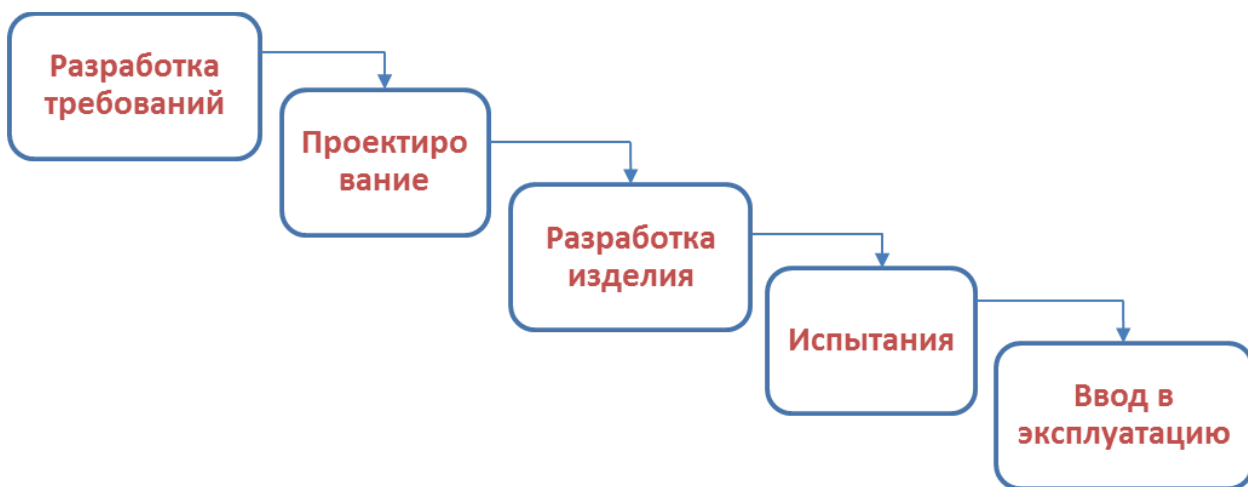 Разработка
требований
Проектиро
вание
Разработка
изделия
Испытания
Ввод в
эксплуатацию